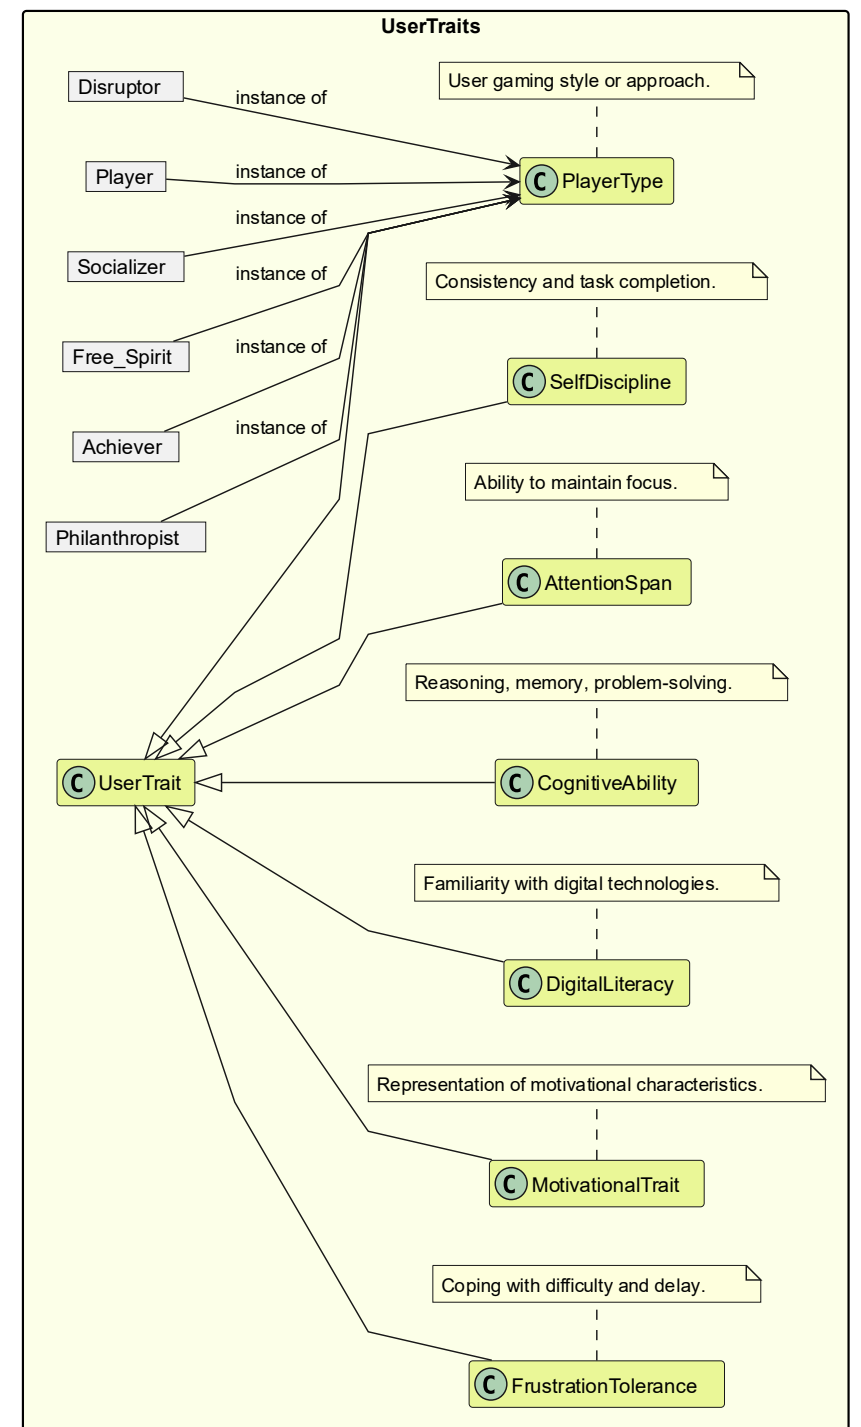 UserTraits
Disruptor
instance of
User gaming style or approach.
Player
instance of
C PlayerType
Socializer
instance of
Free_Spirit
instance of
Consistency and task completion.
Achiever
instance of
C SelfDiscipline
Philanthropist
instance of
Ability to maintain focus.
C AttentionSpan
Reasoning, memory, problem-solving.
C UserTrait
C CognitiveAbility
Familiarity with digital technologies.
C DigitalLiteracy
Representation of motivational characteristics.
C MotivationalTrait
Coping with difficulty and delay.
C FrustrationTolerance